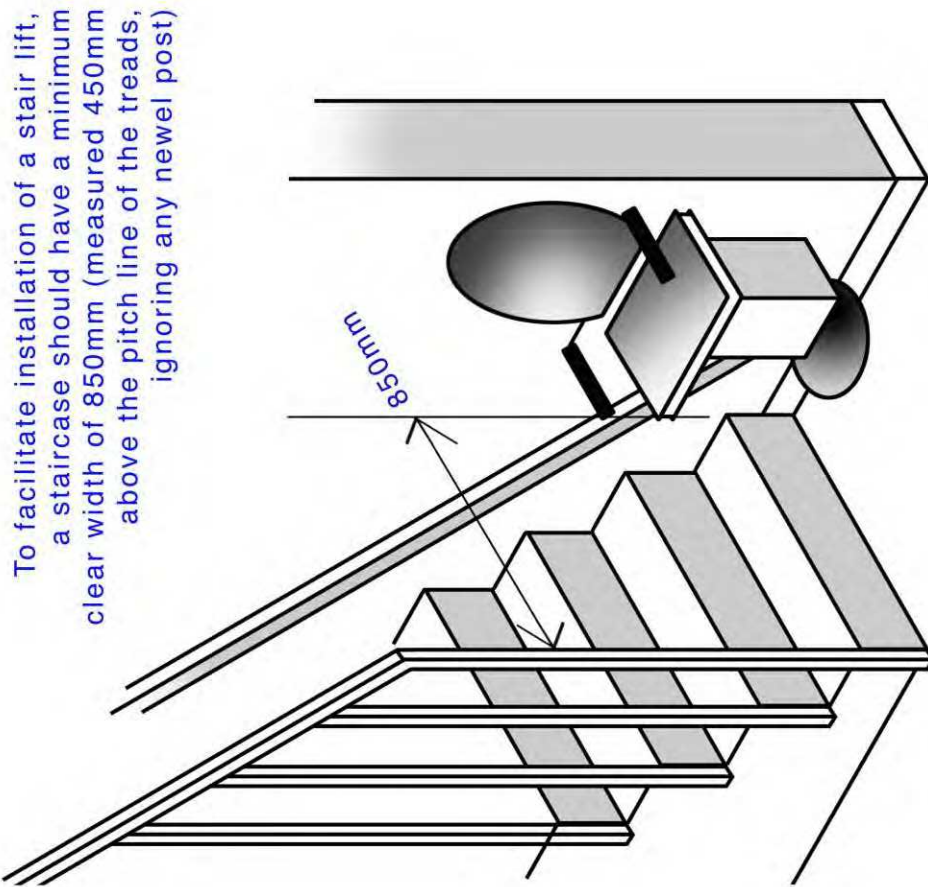 To facilitate installation of a stair lift,
a staircase should have a minimum
clear width of 850mm (measured 450mm
above the pitch line of the treads,
ignoring any newel post)
850mm